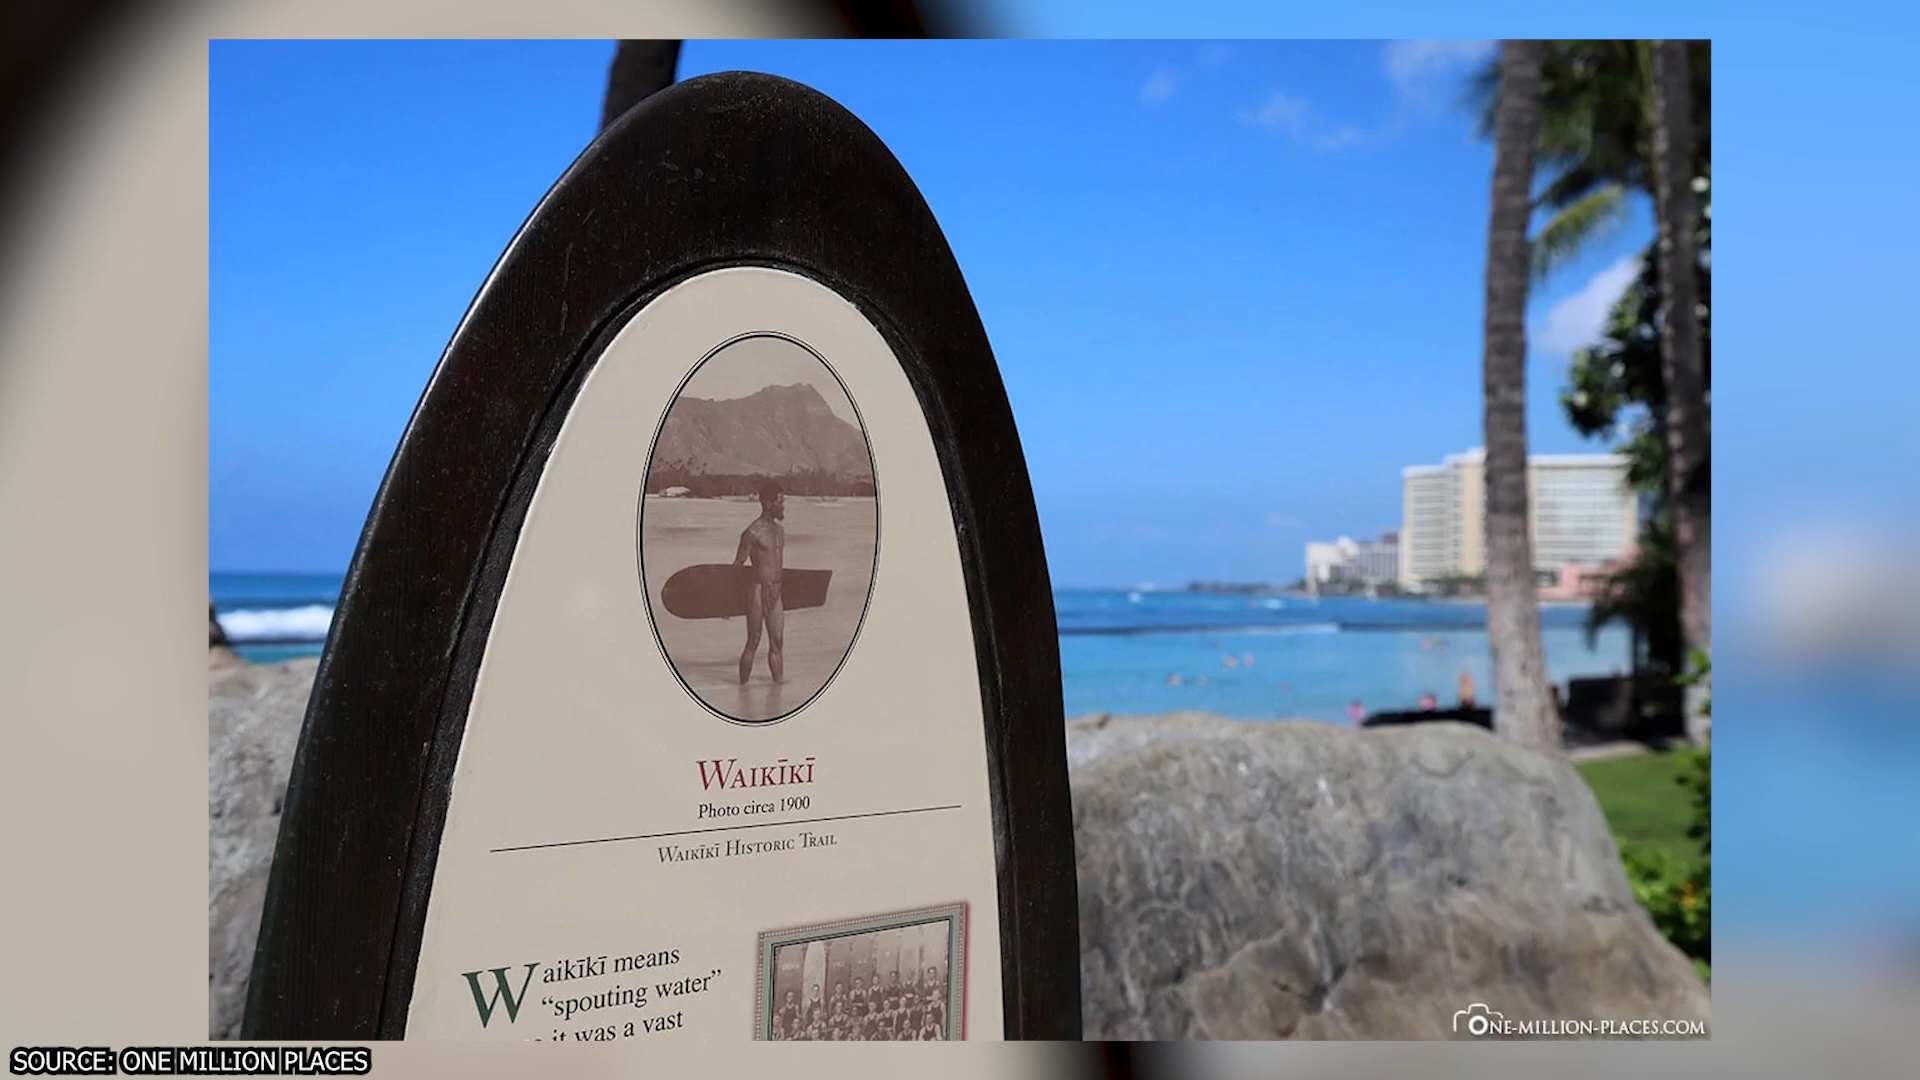 WAIKĪKĪ
Photo circa 1900
WAIKĪKĪ HISTORIC TRAIL
Waikīkī means
“spouting water”
it was a vast
ONE-MILLION-PLACES.COM
SOURCE: ONE MILLION PLACES